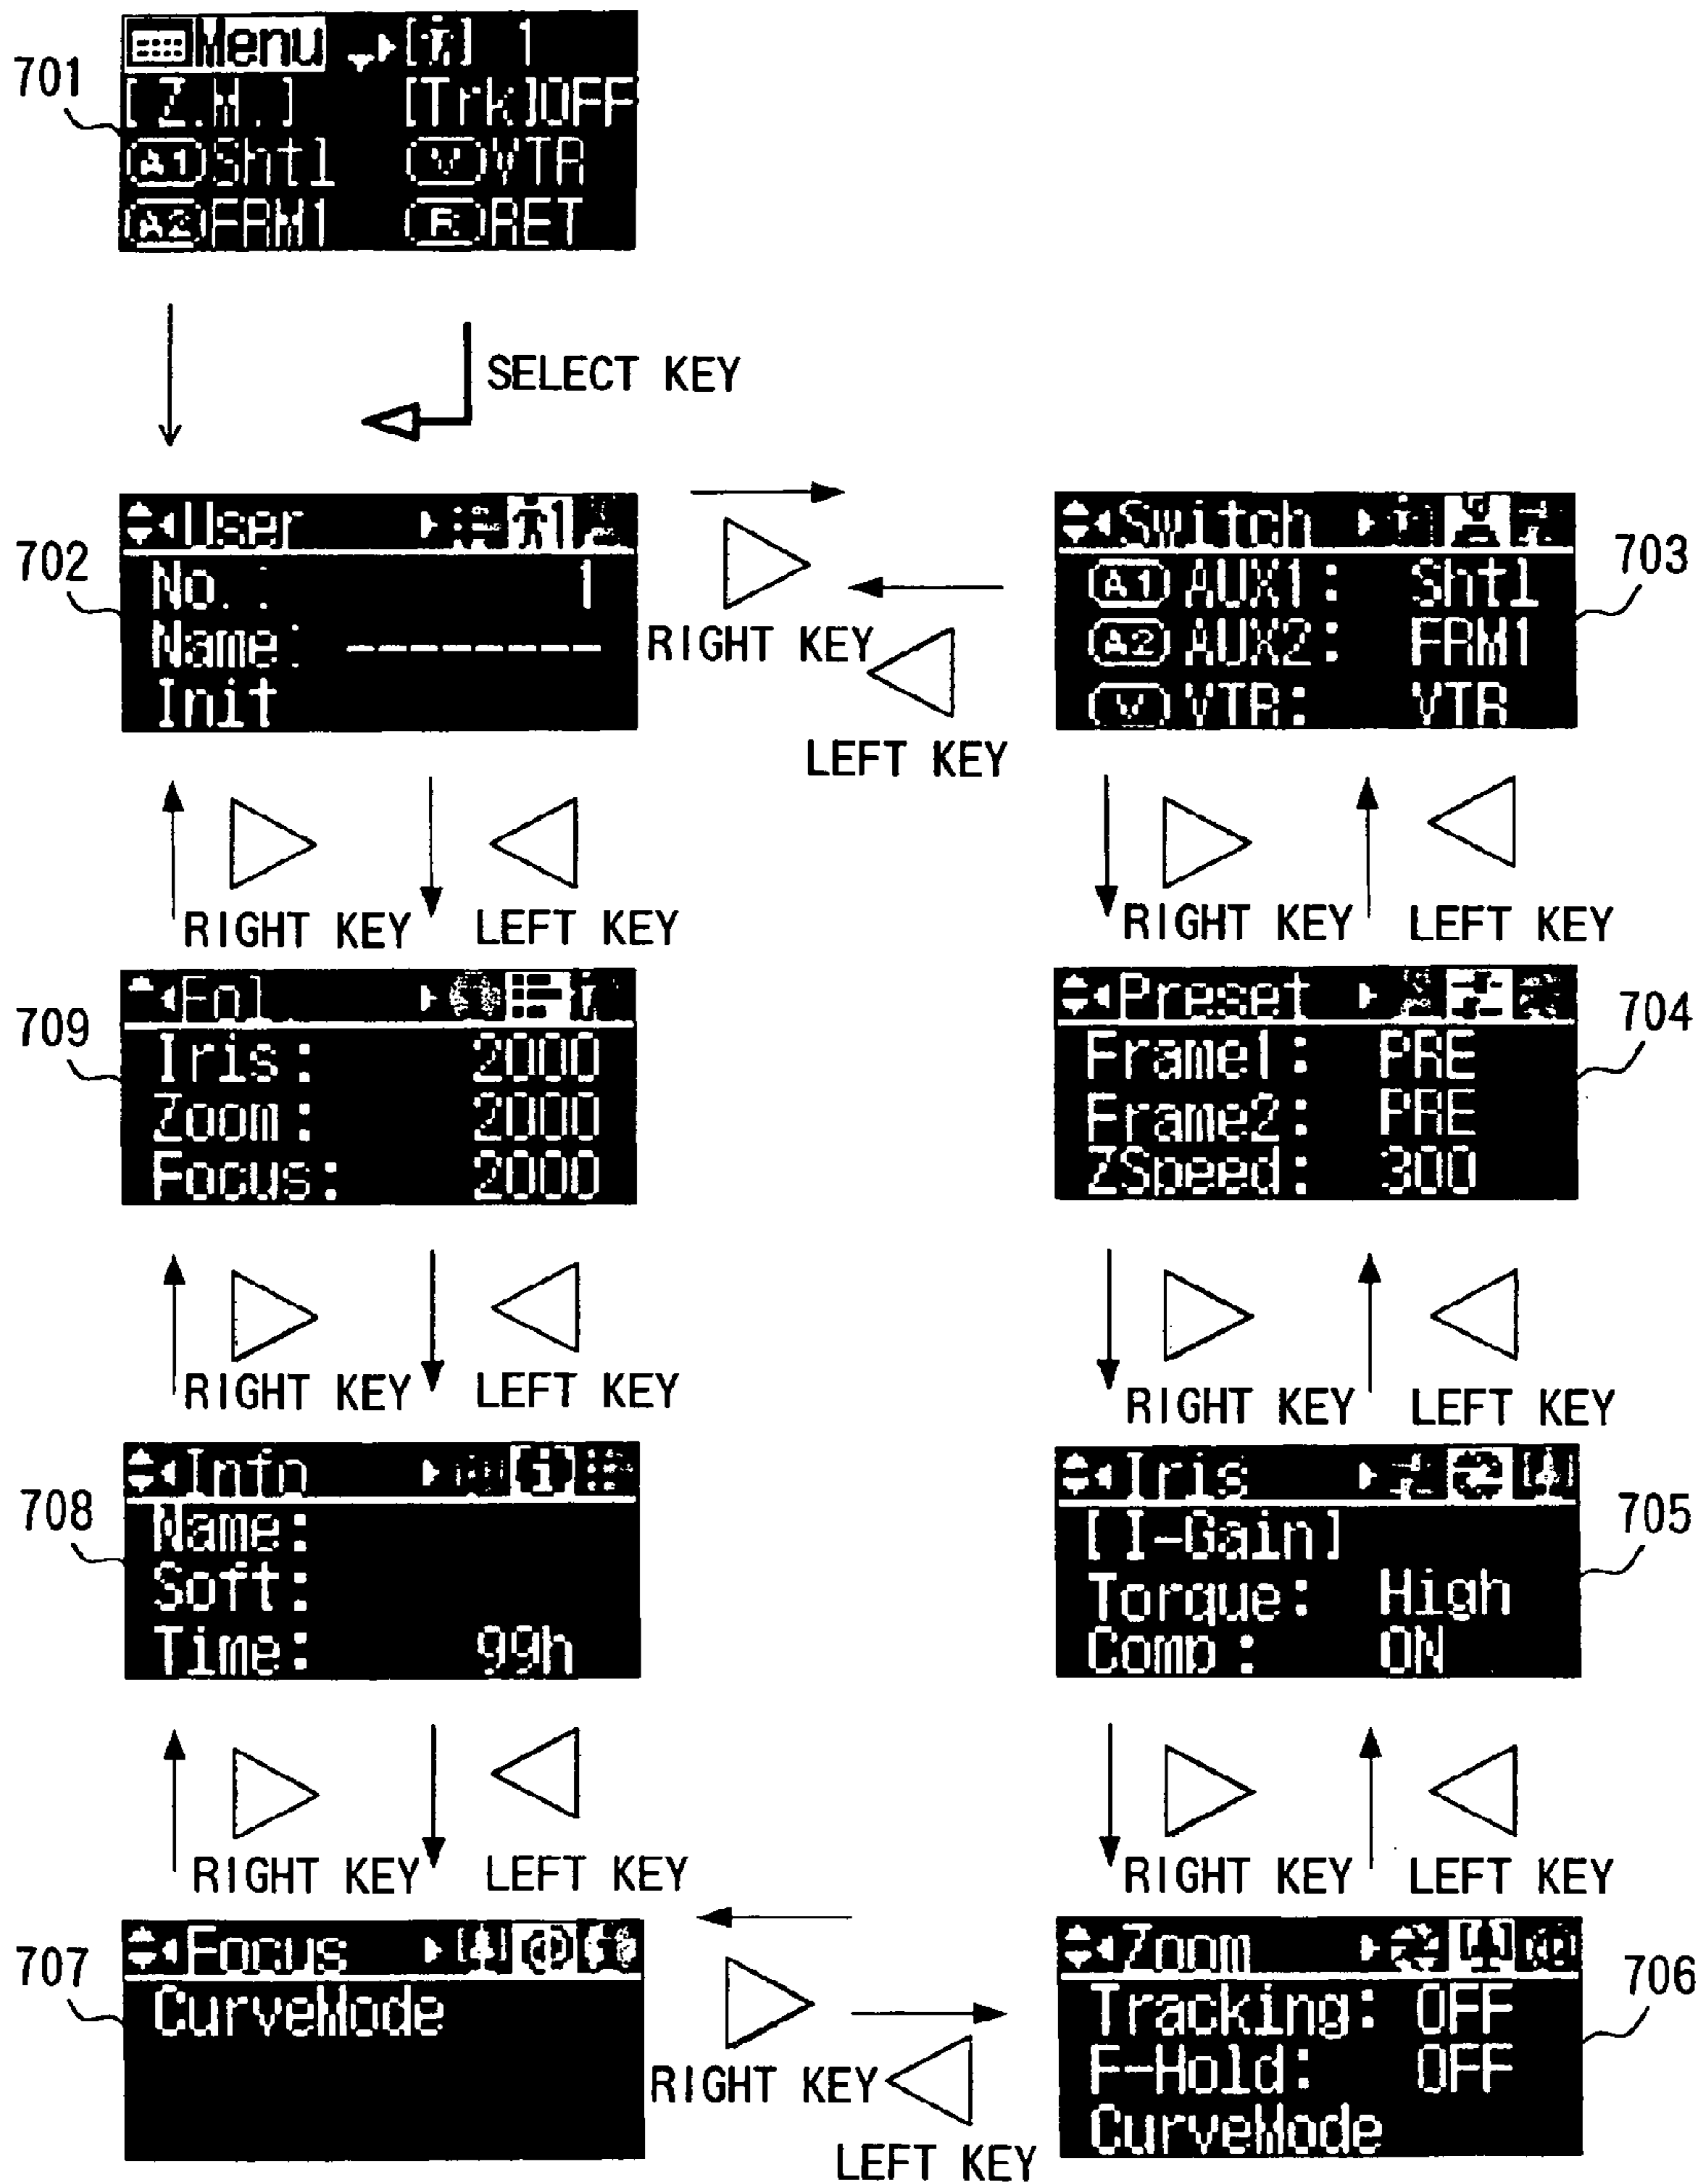 701
Menu 1
[Z.M.] [Trk]OFF
A1 Sht1 V VTR
A2 FRM1 R RET
SELECT KEY
702
User 1
No.: 1
Name: --------
Init
RIGHT KEY
LEFT KEY
703
Switch
A1 AUX1: Sht1
A2 AUX2: FRM1
V VTR: VTR
RIGHT KEY LEFT KEY
RIGHT KEY LEFT KEY
709
Iris: 2000
Zoom: 2000
Focus: 2000
704
Preset
Frame1: PRE
Frame2: PRE
ZSpeed: 300
RIGHT KEY LEFT KEY
RIGHT KEY LEFT KEY
708
Info
Name:
Soft:
Time: 99h
705
Iris
[I-Gain]
Torque: High
Comp: ON
RIGHT KEY LEFT KEY
RIGHT KEY LEFT KEY
707
Focus
CurveMode
RIGHT KEY
LEFT KEY
706
Zoom
Tracking: OFF
F-Hold: OFF
CurveMode